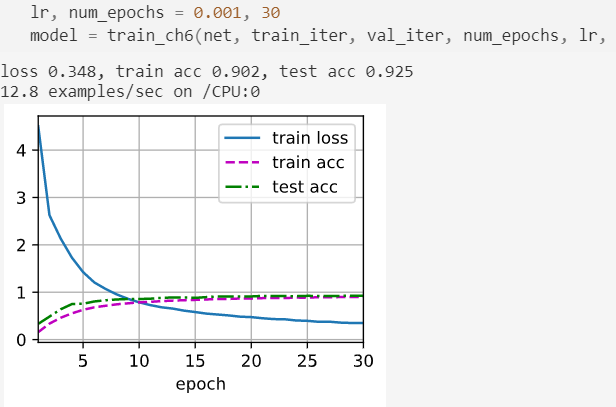 lr, num_epochs = 0.001, 30
model = train_ch6(net, train_iter, val_iter, num_epochs, lr,
loss 0.348, train acc 0.902, test acc 0.925
12.8 examples/sec on /CPU:0
train loss
train acc
test acc
4
3
2
1
0
5 10 15 20 25 30
epoch